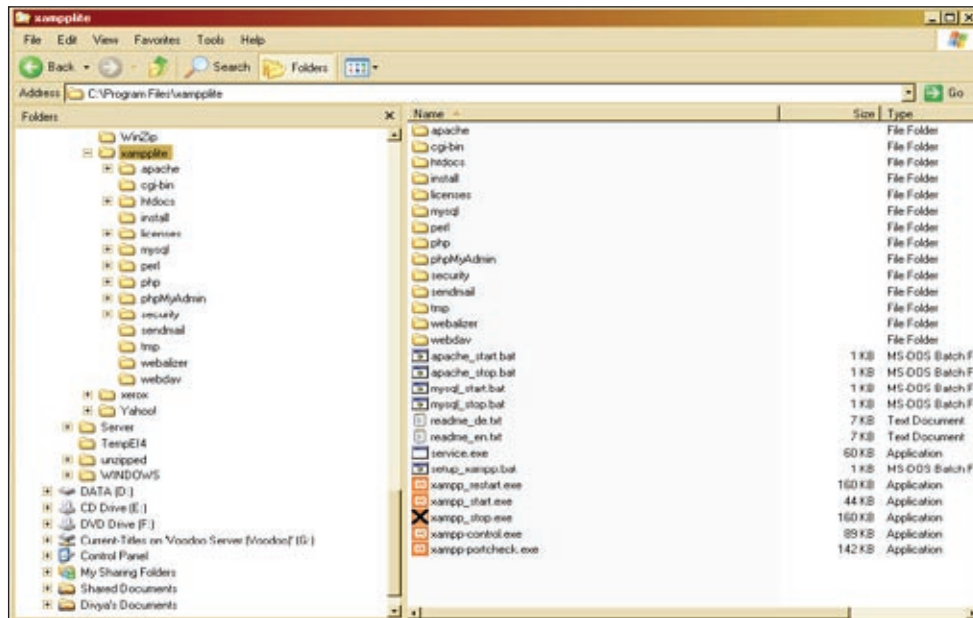 xampplite
File Edit View Favorites Tools Help
Back Search Folders
Address C:\Program Files\xampplite Go
Folders
WinZip
xampplite
apache
cgi-bin
htdocs
install
licenses
mysql
perl
php
phpMyAdmin
security
sendmail
tmp
webalizer
webdav
xerox
Yahoo!
Server
TempEI4
unzipped
WINDOWS
DATA (D:)
CD Drive (E:)
DVD Drive (F:)
Current-Titles on 'Voodoo Server (Voodoo)' (G:)
Control Panel
My Sharing Folders
Shared Documents
Divya's Documents
Name Size Type
apache File Folder
cgi-bin File Folder
htdocs File Folder
install File Folder
licenses File Folder
mysql File Folder
perl File Folder
php File Folder
phpMyAdmin File Folder
security File Folder
sendmail File Folder
tmp File Folder
webalizer File Folder
webdav File Folder
apache_start.bat 1 KB MS-DOS Batch F
apache_stop.bat 1 KB MS-DOS Batch F
mysql_start.bat 1 KB MS-DOS Batch F
mysql_stop.bat 1 KB MS-DOS Batch F
readme_de.txt 7 KB Text Document
readme_en.txt 7 KB Text Document
service.exe 60 KB Application
setup_xampp.bat 1 KB MS-DOS Batch F
xampp_restart.exe 160 KB Application
xampp_start.exe 44 KB Application
xampp_stop.exe 160 KB Application
xampp-control.exe 89 KB Application
xampp-portcheck.exe 142 KB Application